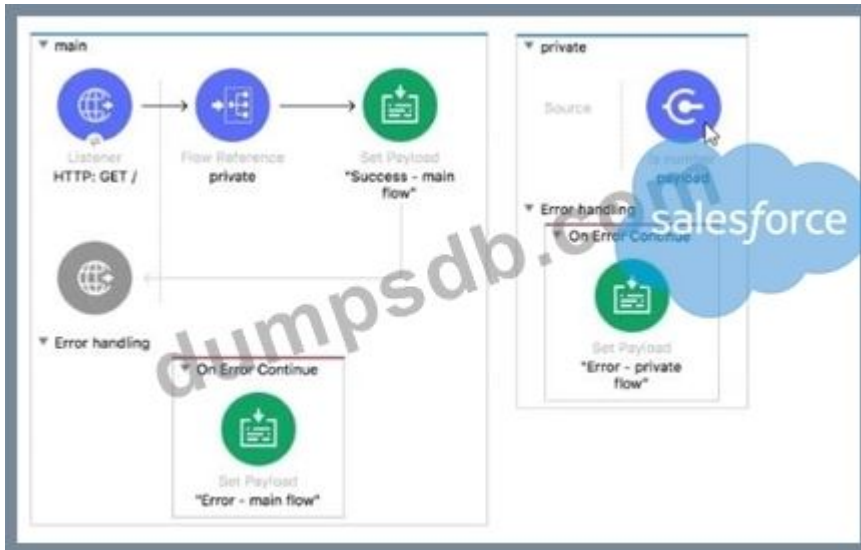 main
Listener
HTTP: GET /
Flow Reference
private
Set Payload
"Success - main
flow"
Error handling
On Error Continue
Set Payload
"Error - main flow"
private
Source
Is number
payload
Error handling
On Error Continue
Set Payload
"Error - private
flow"
salesforce
dumpsdb.com